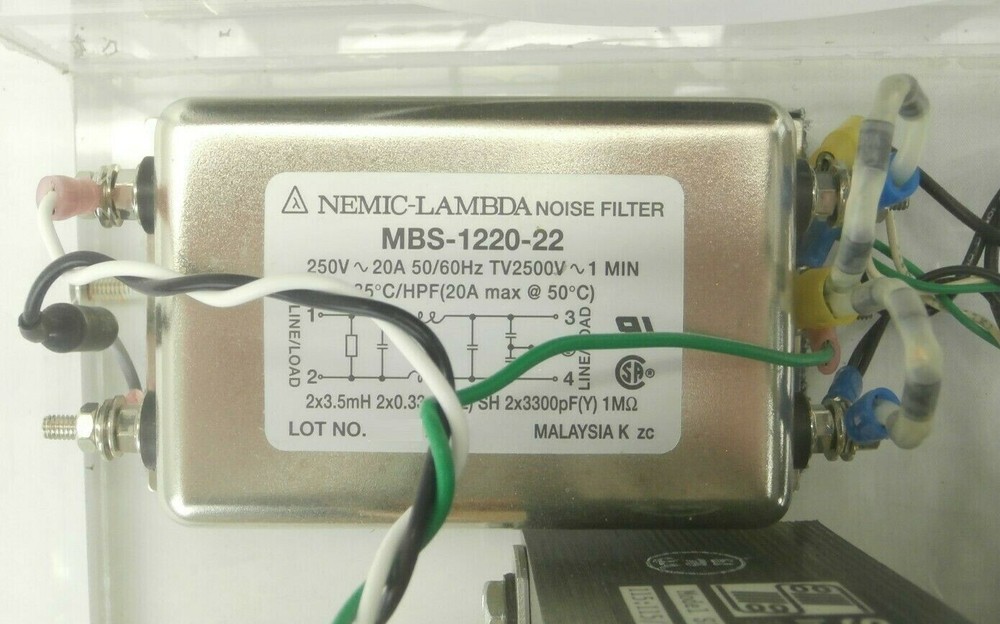 NEMIC-LAMBDA NOISE FILTER
MBS-1220-22
250V ~ 20A 50/60Hz TV2500V ~ 1 MIN
25°C/HPF(20A max @ 50°C)
LINE/LOAD
1
3
2
4
LINE/LOAD
2x3.5mH 2x0.33 SH 2x3300pF(Y) 1MΩ
LOT NO.
MALAYSIA K zc
Model